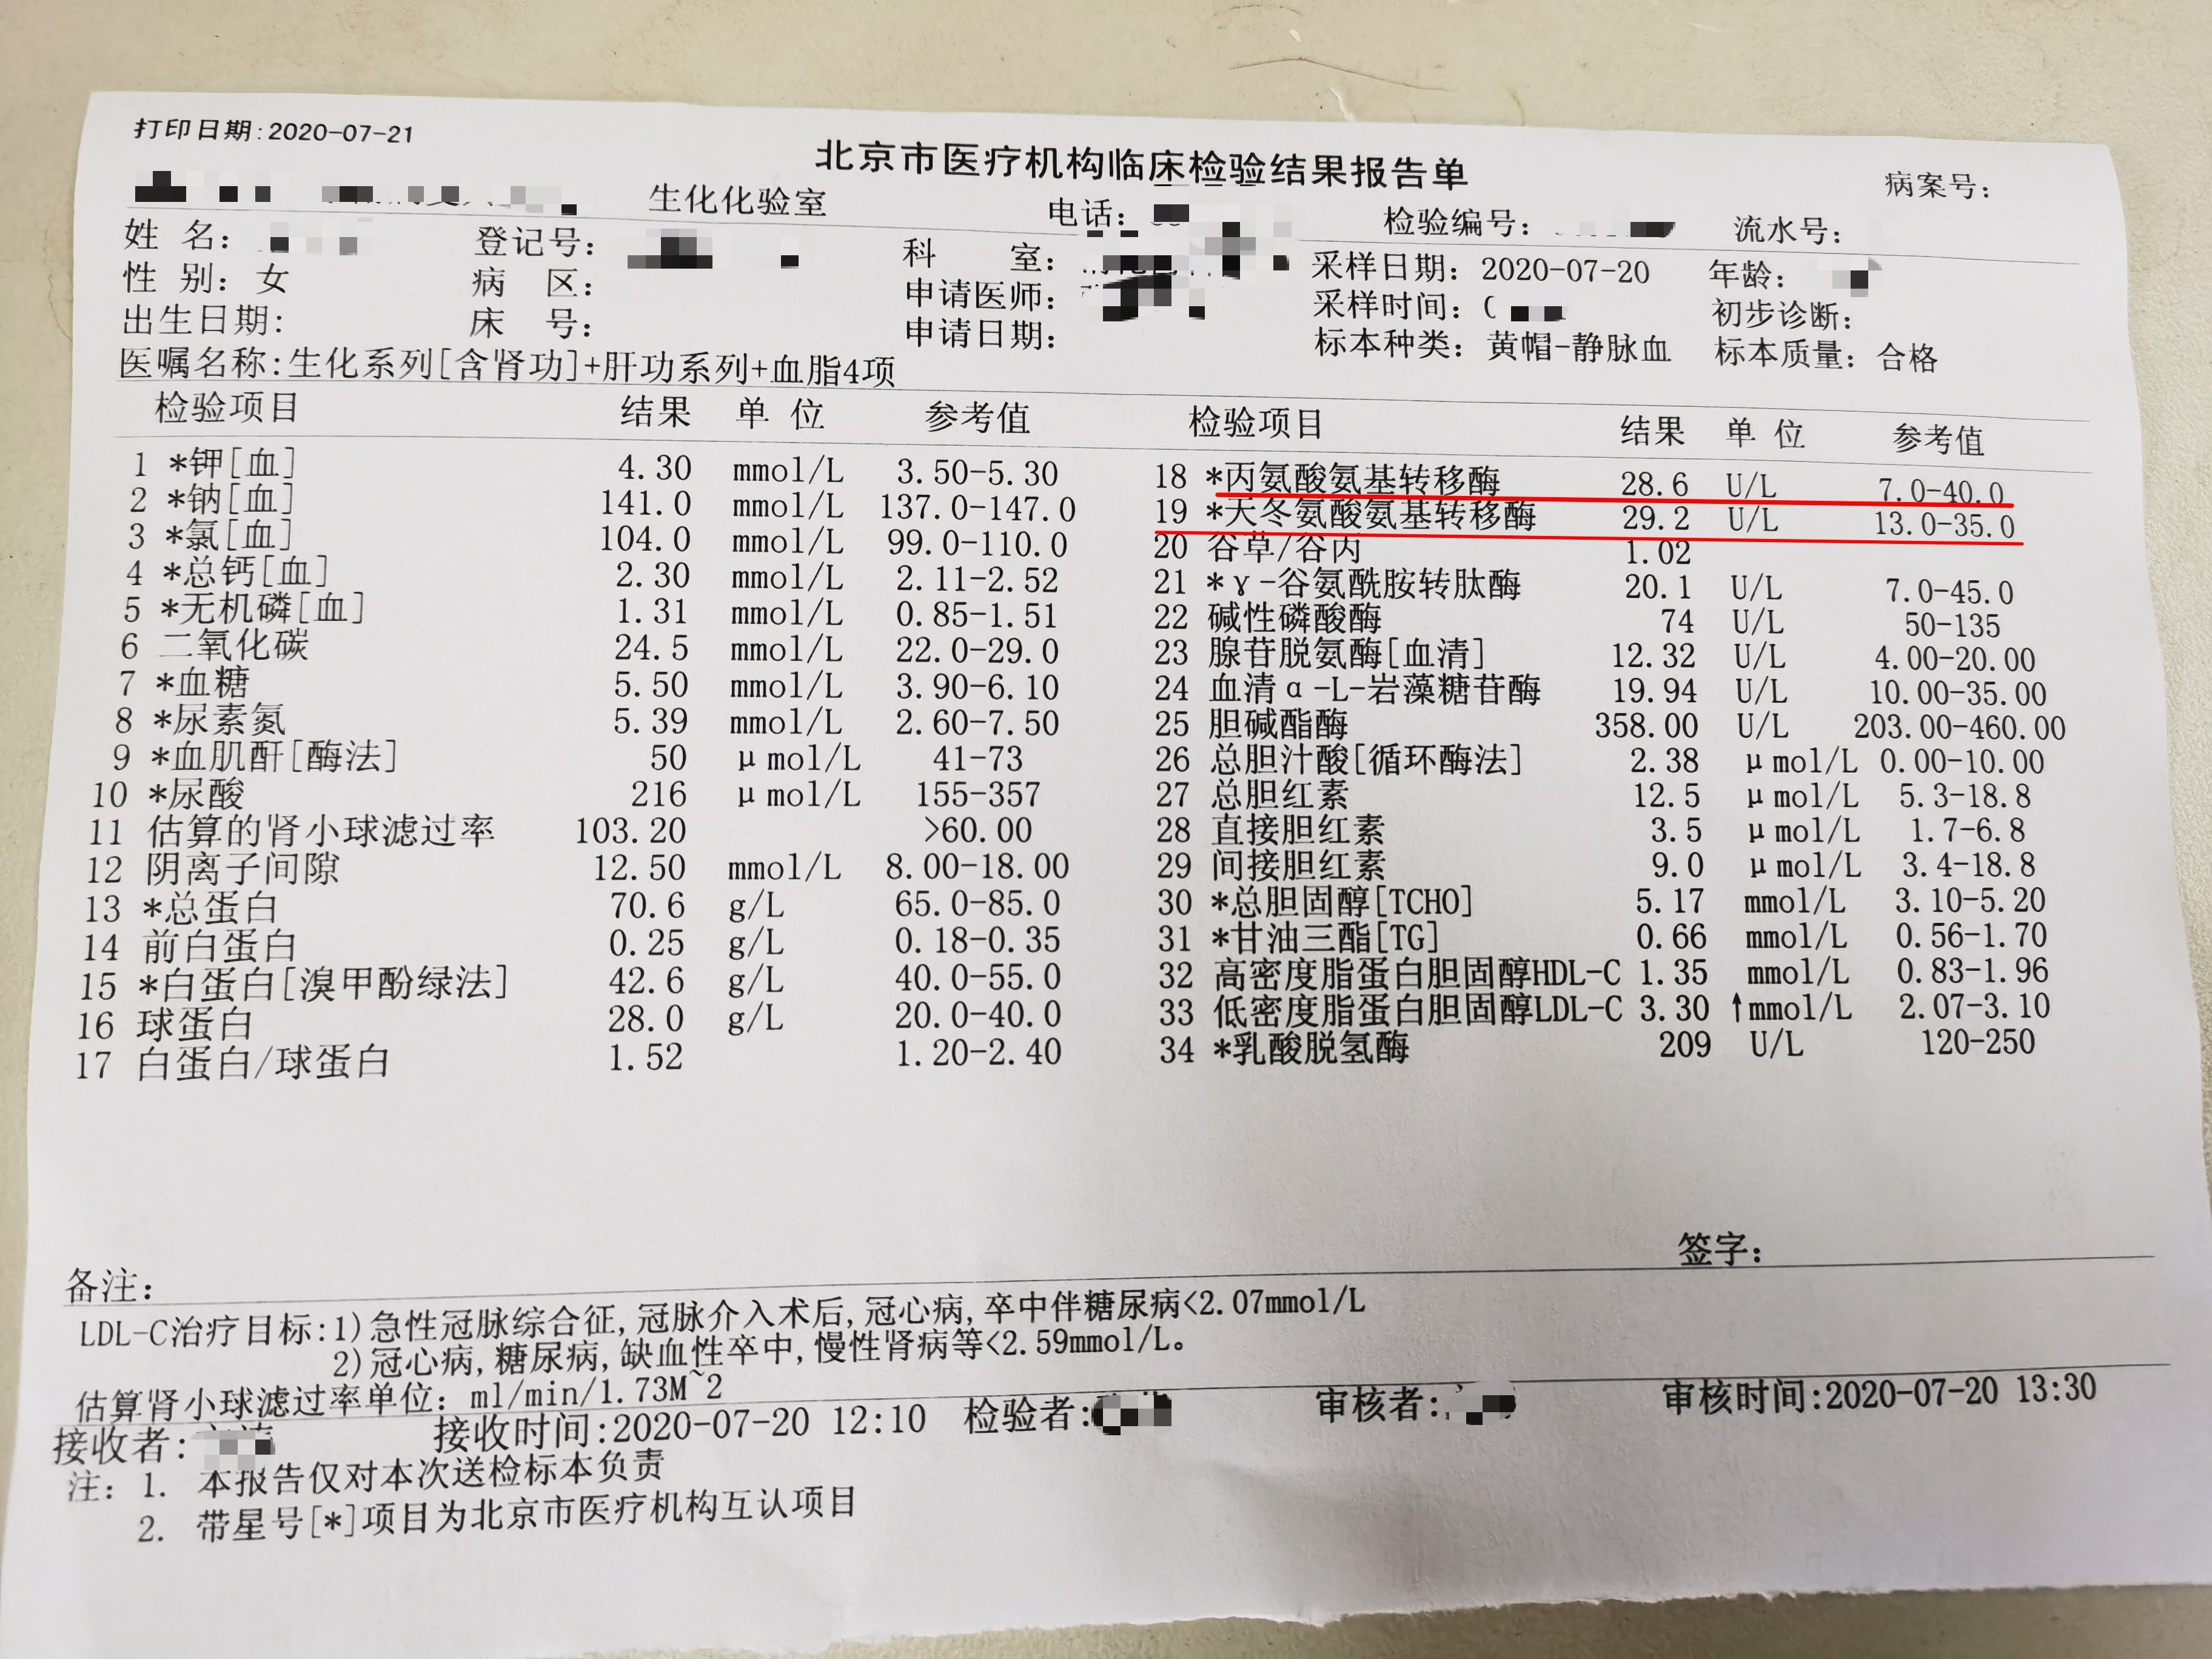 打印日期:2020-07-21
北京市医疗机构临床检验结果报告单
病案号：
生化化验室 电话： 检验编号： 流水号：
姓 名： 登记号： 科 室： 采样日期：2020-07-20 年龄：
性 别：女 病 区： 申请医师： 采样时间： 初步诊断：
出生日期： 床 号： 申请日期： 标本种类：黄帽-静脉血 标本质量：合格
医嘱名称:生化系列[含肾功]+肝功系列+血脂4项
检验项目 结果 单 位 参考值 检验项目 结果 单 位 参考值
1 *钾[血] 4.30 mmol/L 3.50-5.30 18 *丙氨酸氨基转移酶 28.6 U/L 7.0-40.0
2 *钠[血] 141.0 mmol/L 137.0-147.0 19 *天冬氨酸氨基转移酶 29.2 U/L 13.0-35.0
3 *氯[血] 104.0 mmol/L 99.0-110.0 20 谷草/谷丙 1.02
4 *总钙[血] 2.30 mmol/L 2.11-2.52 21 *γ-谷氨酰胺转肽酶 20.1 U/L 7.0-45.0
5 *无机磷[血] 1.31 mmol/L 0.85-1.51 22 碱性磷酸酶 74 U/L 50-135
6 二氧化碳 24.5 mmol/L 22.0-29.0 23 腺苷脱氨酶[血清] 12.32 U/L 4.00-20.00
7 *血糖 5.50 mmol/L 3.90-6.10 24 血清α-L-岩藻糖苷酶 19.94 U/L 10.00-35.00
8 *尿素氮 5.39 mmol/L 2.60-7.50 25 胆碱酯酶 358.00 U/L 203.00-460.00
9 *血肌酐[酶法] 50 μmol/L 41-73 26 总胆汁酸[循环酶法] 2.38 μmol/L 0.00-10.00
10 *尿酸 216 μmol/L 155-357 27 总胆红素 12.5 μmol/L 5.3-18.8
11 估算的肾小球滤过率 103.20 >60.00 28 直接胆红素 3.5 μmol/L 1.7-6.8
12 阴离子间隙 12.50 mmol/L 8.00-18.00 29 间接胆红素 9.0 μmol/L 3.4-18.8
13 *总蛋白 70.6 g/L 65.0-85.0 30 *总胆固醇[TCHO] 5.17 mmol/L 3.10-5.20
14 前白蛋白 0.25 g/L 0.18-0.35 31 *甘油三酯[TG] 0.66 mmol/L 0.56-1.70
15 *白蛋白[溴甲酚绿法] 42.6 g/L 40.0-55.0 32 高密度脂蛋白胆固醇HDL-C 1.35 mmol/L 0.83-1.96
16 球蛋白 28.0 g/L 20.0-40.0 33 低密度脂蛋白胆固醇LDL-C 3.30 ↑mmol/L 2.07-3.10
17 白蛋白/球蛋白 1.52 1.20-2.40 34 *乳酸脱氢酶 209 U/L 120-250
签字：
备注：
LDL-C治疗目标:1)急性冠脉综合征,冠脉介入术后,冠心病,卒中伴糖尿病<2.07mmol/L
2)冠心病,糖尿病,缺血性卒中,慢性肾病等<2.59mmol/L。
估算肾小球滤过率单位：ml/min/1.73M~2
接收者： 接收时间:2020-07-20 12:10 检验者: 审核者: 审核时间:2020-07-20 13:30
注：1. 本报告仅对本次送检标本负责
2. 带星号[*]项目为北京市医疗机构互认项目